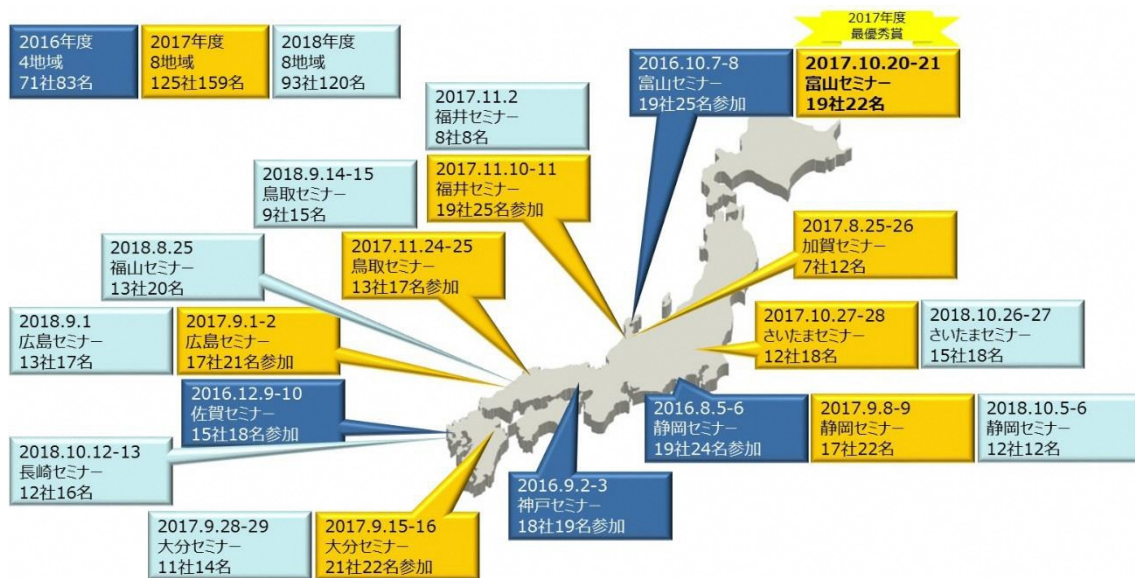 2016年度
4地域
71社83名
2017年度
8地域
125社159名
2018年度
8地域
93社120名
2017年度
最優秀賞
2016.10.7-8
富山セミナー
19社25名参加
2017.10.20-21
富山セミナー
19社22名
2017.11.2
福井セミナー
8社8名
2017.11.10-11
福井セミナー
19社25名参加
2018.9.14-15
鳥取セミナー
9社15名
2017.11.24-25
鳥取セミナー
13社17名参加
2017.8.25-26
加賀セミナー
7社12名
2018.8.25
福山セミナー
13社20名
2018.9.1
広島セミナー
13社17名
2017.9.1-2
広島セミナー
17社21名参加
2017.10.27-28
さいたまセミナー
12社18名
2018.10.26-27
さいたまセミナー
15社18名
2016.12.9-10
佐賀セミナー
15社18名参加
2016.8.5-6
静岡セミナー
19社24名参加
2017.9.8-9
静岡セミナー
17社22名
2018.10.5-6
静岡セミナー
12社12名
2018.10.12-13
長崎セミナー
12社16名
2016.9.2-3
神戸セミナー
18社19名参加
2017.9.28-29
大分セミナー
11社14名
2017.9.15-16
大分セミナー
21社22名参加